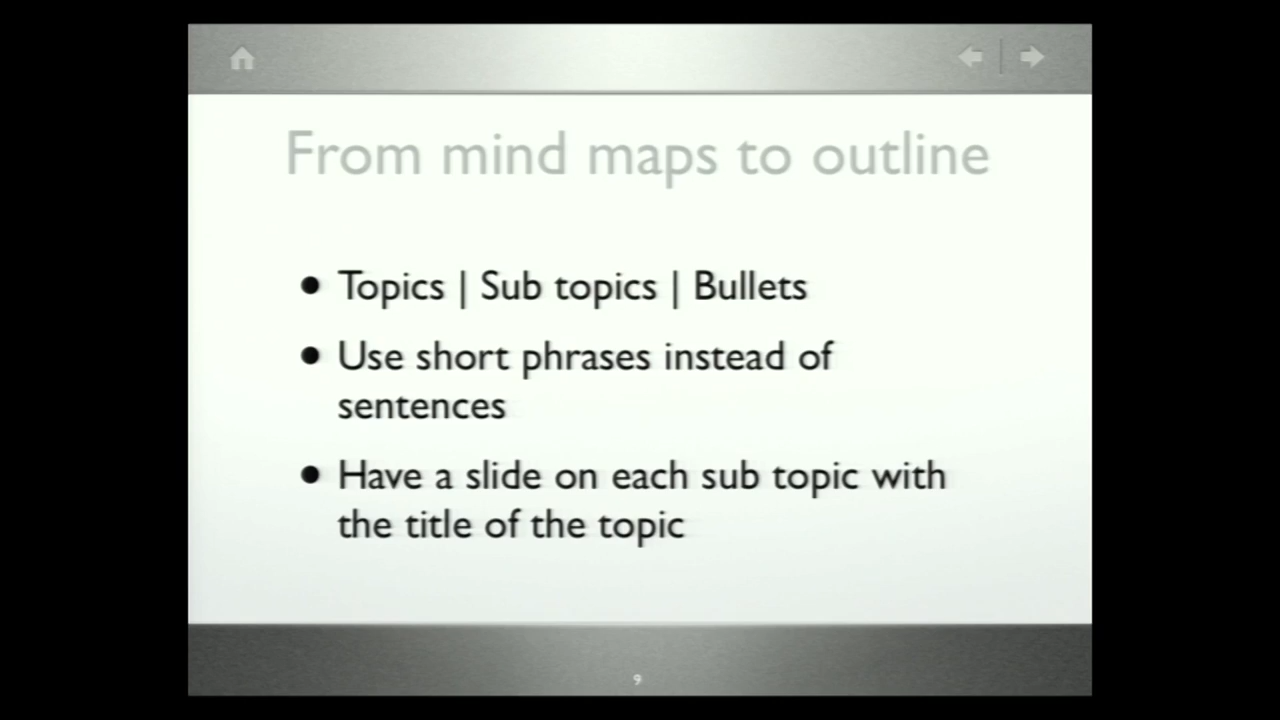 From mind maps to outline
• Topics | Sub topics | Bullets
• Use short phrases instead of
sentences
• Have a slide on each sub topic with
the title of the topic
9